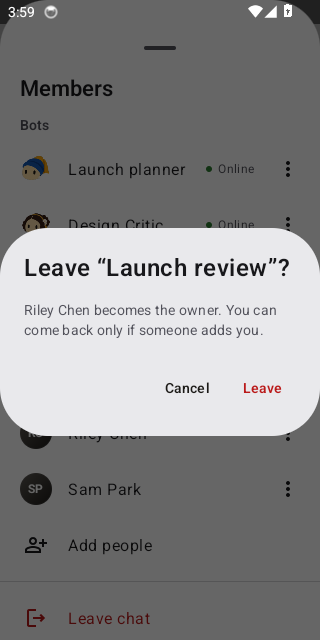 3:59
Members
Bots
Launch planner
Online
Design Critic
Online
Leave “Launch review”?
Riley Chen becomes the owner. You can
come back only if someone adds you.
Cancel
Leave
Riley Chen
SP
Sam Park
Add people
Leave chat